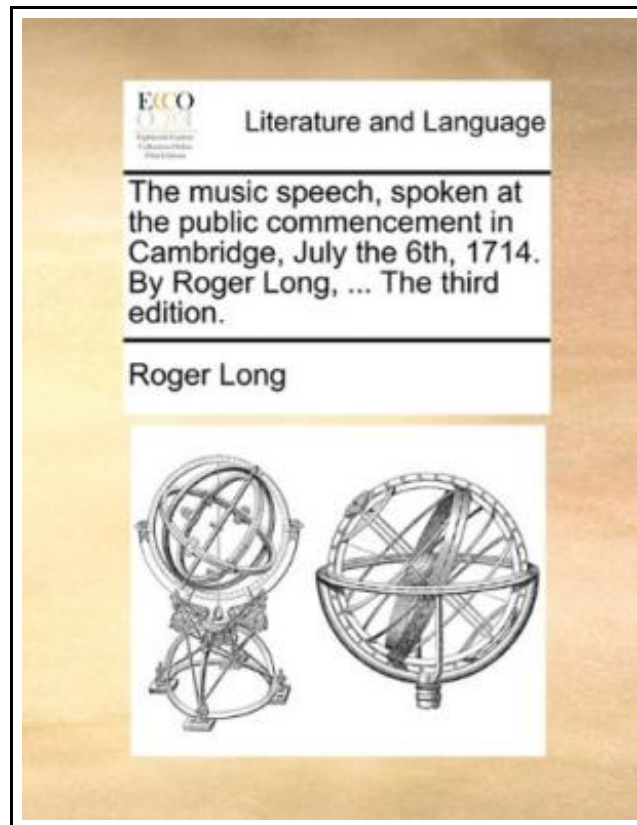 ECCO
Literature and Language
The music speech, spoken at
the public commencement in
Cambridge, July the 6th, 1714.
By Roger Long, ... The third
edition.
Roger Long